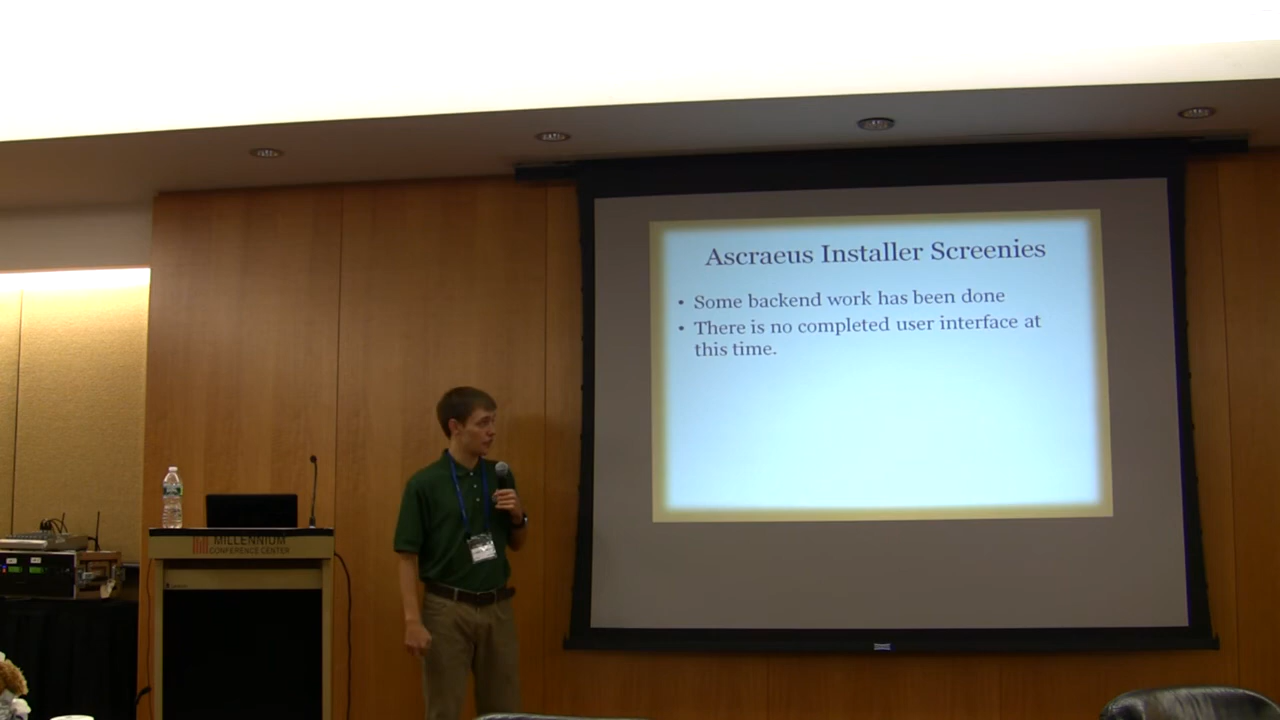 Ascraeus Installer Screenies
• Some backend work has been done
• There is no completed user interface at
this time.
MILLENNIUM
CONFERENCE CENTER